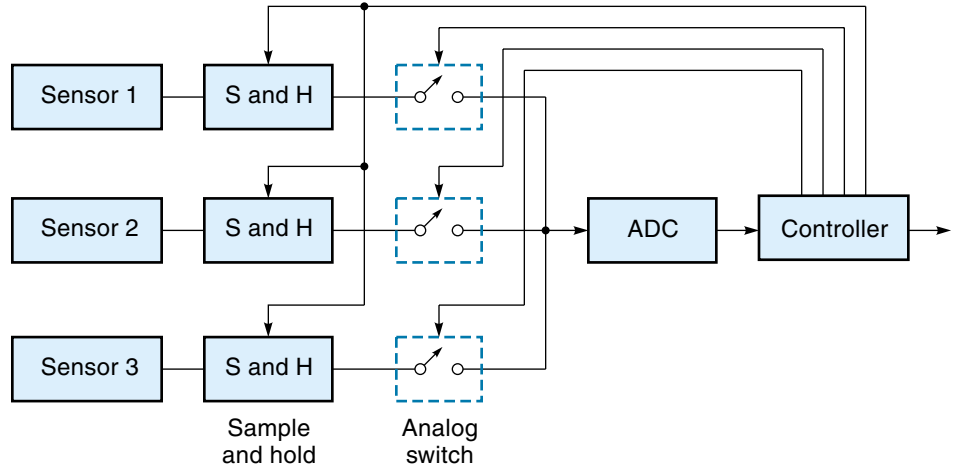 Sensor 1
S and H
Sensor 2
S and H
ADC
Controller
Sensor 3
S and H
Sample
and hold
Analog
switch